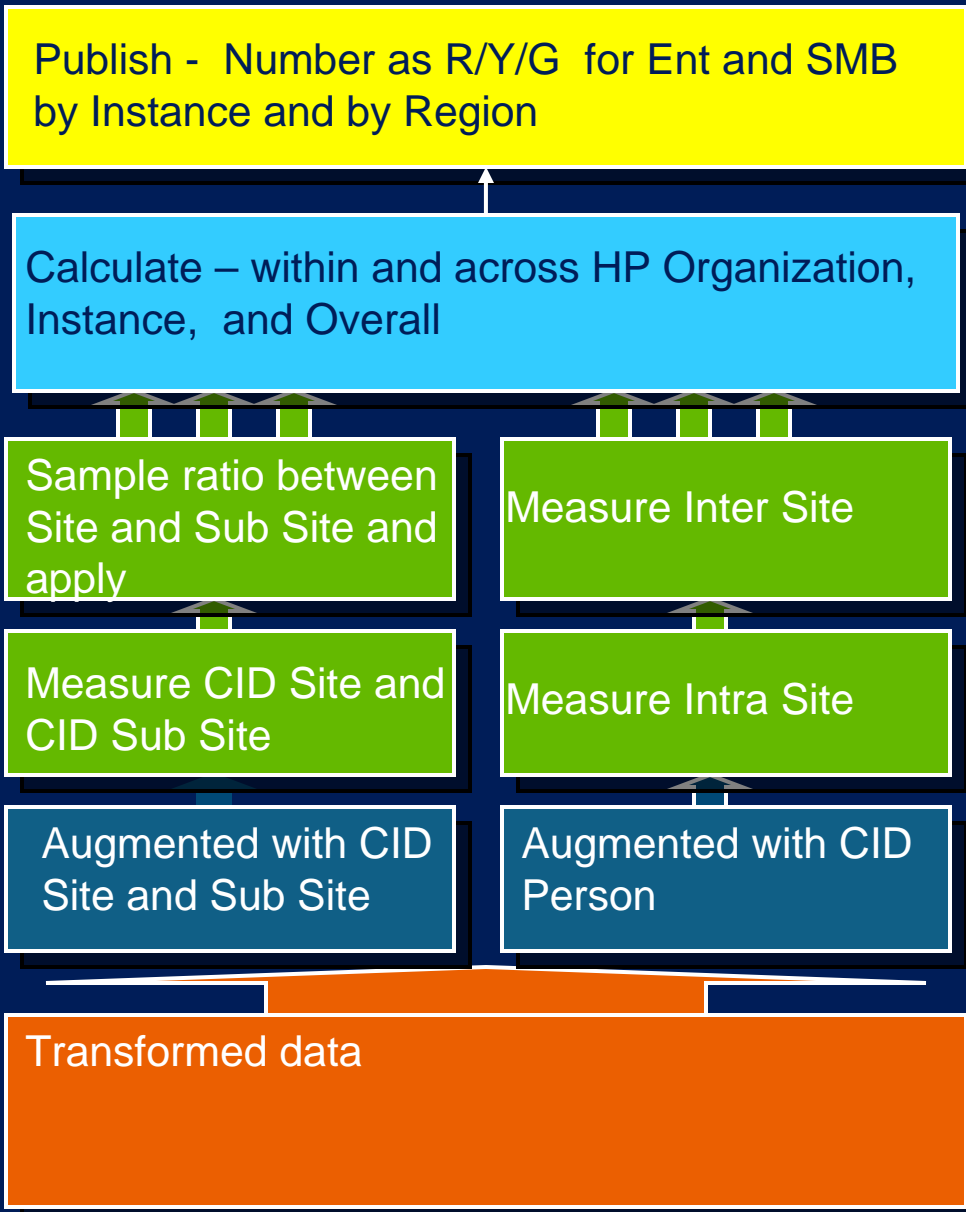 Publish - Number as R/Y/G for Ent and SMB
by Instance and by Region
Calculate – within and across HP Organization,
Instance, and Overall
Sample ratio between
Site and Sub Site and
apply
Measure Inter Site
Measure CID Site and
CID Sub Site
Measure Intra Site
Augmented with CID
Site and Sub Site
Augmented with CID
Person
Transformed data